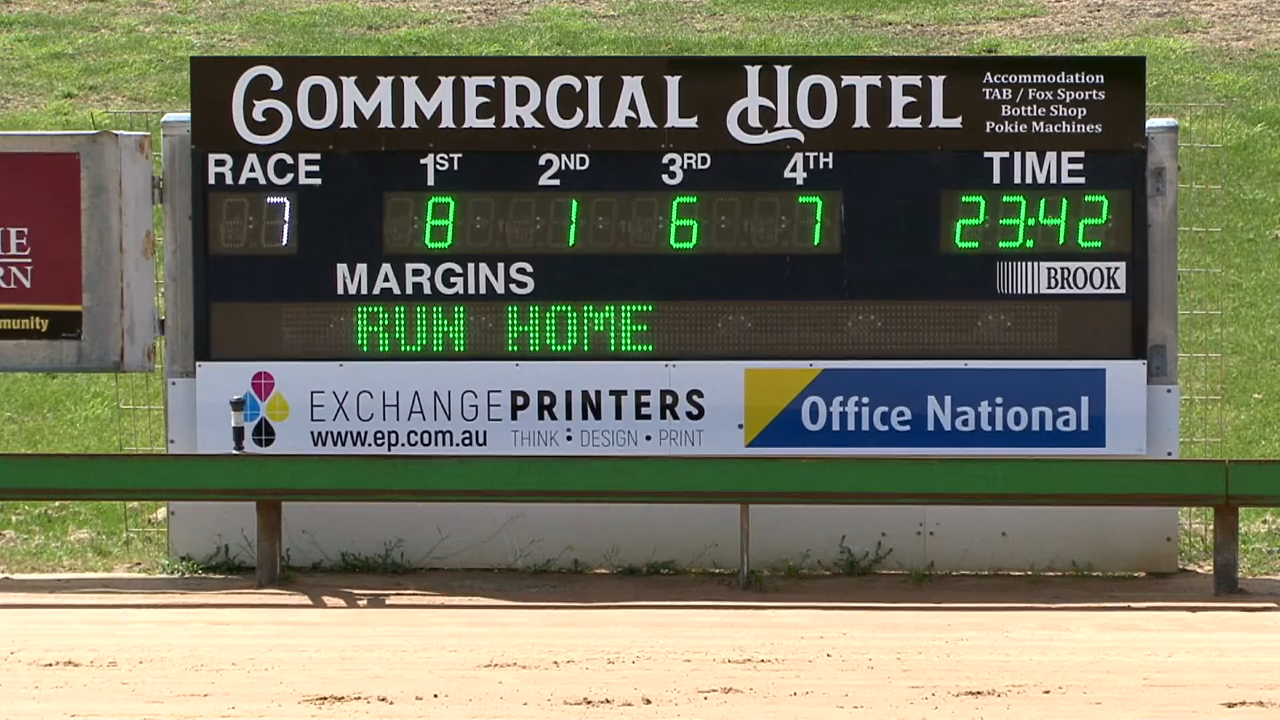 COMMERCIAL HOTEL
Accommodation
TAB / Fox Sports
Bottle Shop
Pokie Machines
RACE 1ST 2ND 3RD 4TH TIME
7 8 1 6 7 23:42
MARGINS
BROOK
RUN HOME
EXCHANGEPRINTERS
www.ep.com.au THINK • DESIGN • PRINT
Office National